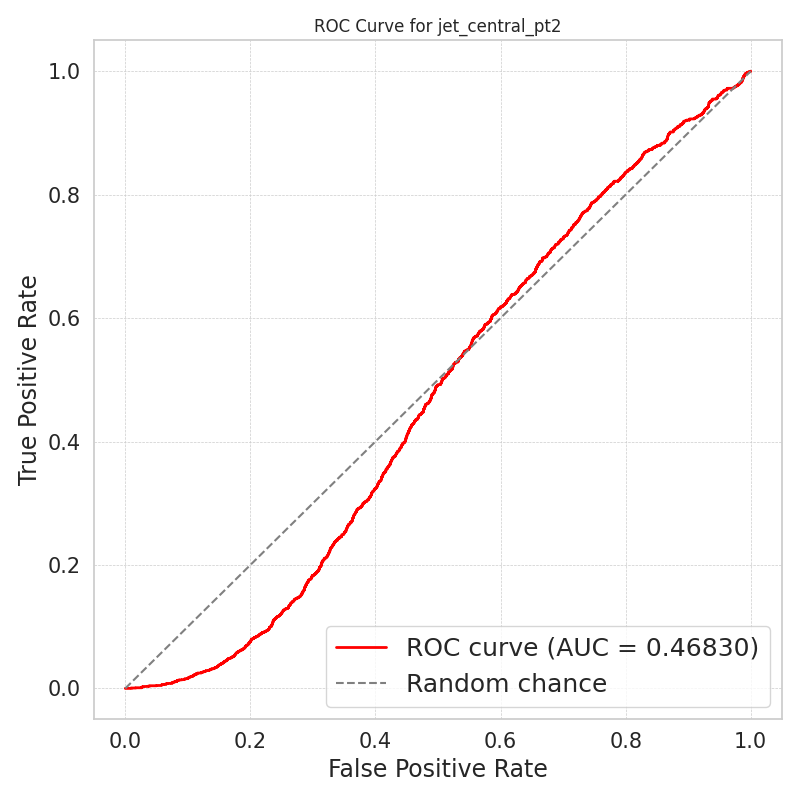 ROC Curve for jet_central_pt2
True Positive Rate
1.0
0.8
0.6
0.4
0.2
0.0
ROC curve (AUC = 0.46830)
Random chance
0.0 0.2 0.4 0.6 0.8 1.0
False Positive Rate